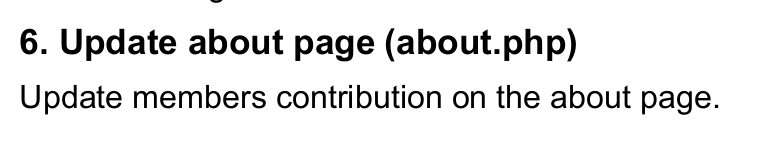 6. Update about page (about.php)
Update members contribution on the about page.